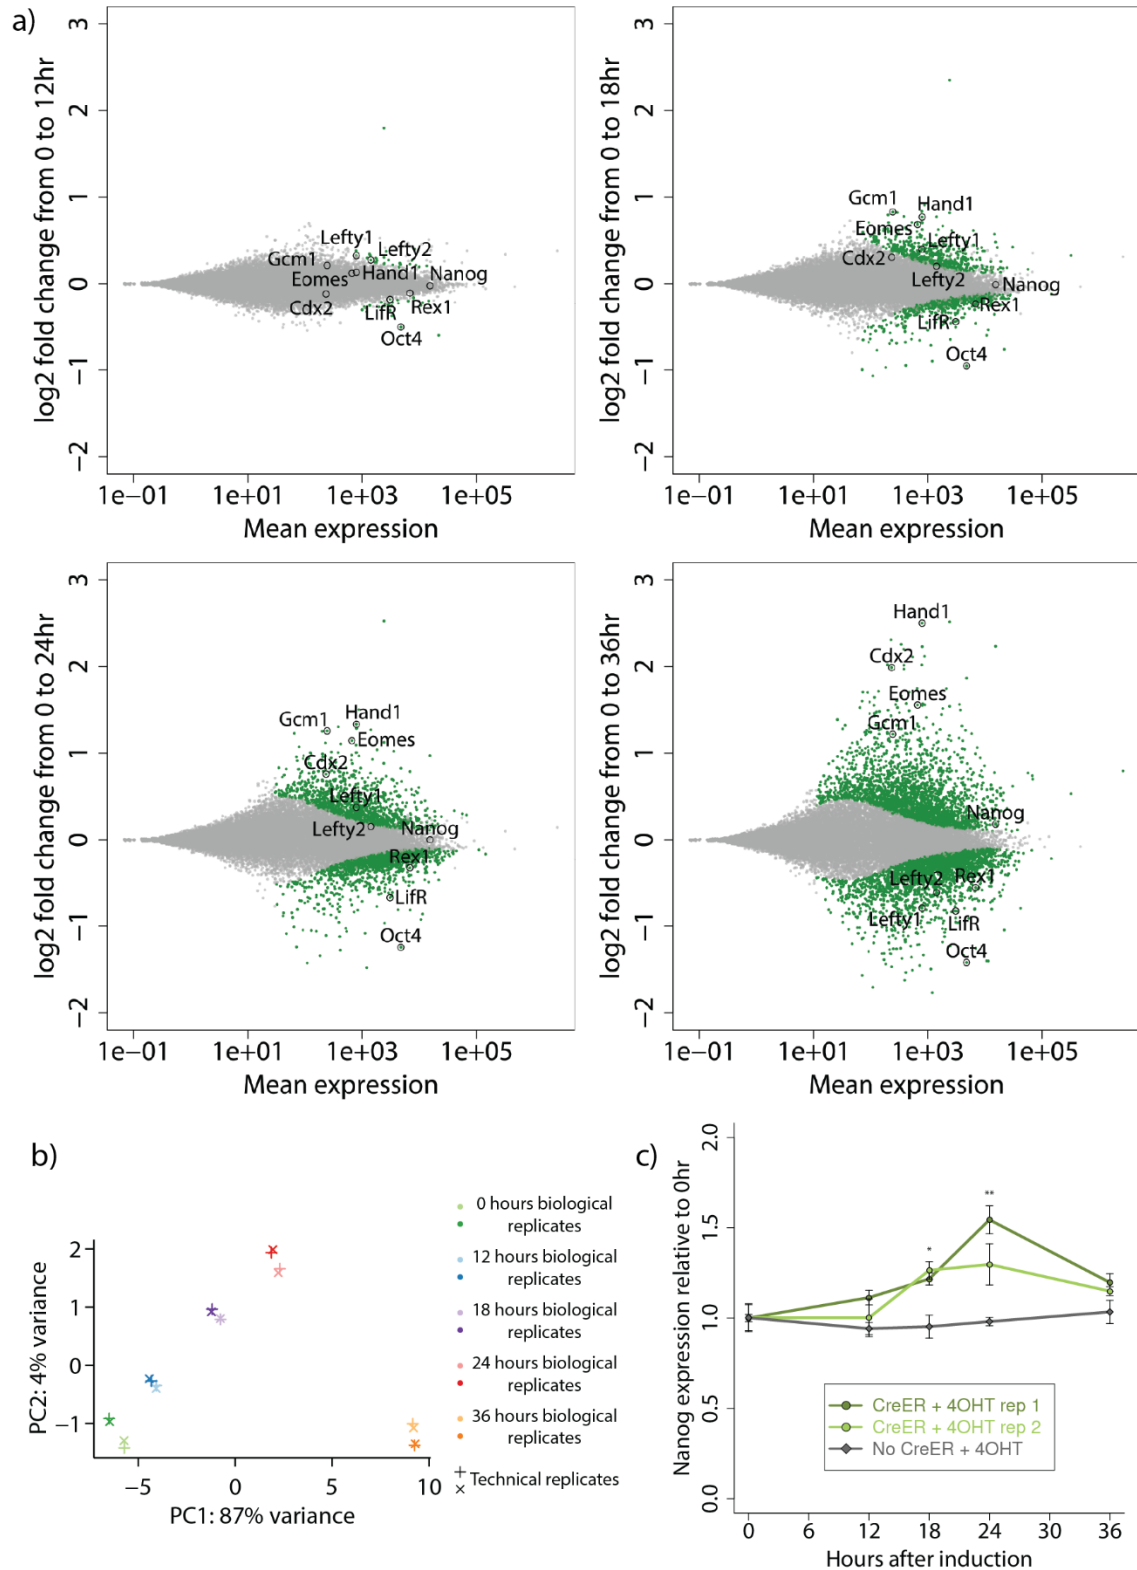 a)
log2 fold change from 0 to 12hr
3
2
1
0
−1
−2
Lefty1
Lefty2
Gcm1
Eomes
Hand1
Nanog
Cdx2
LifR
Rex1
Oct4
1e−01
1e+01
1e+03
1e+05
Mean expression
log2 fold change from 0 to 18hr
3
2
1
0
−1
−2
Gcm1
Hand1
Eomes
Lefty1
Cdx2
Lefty2
Nanog
Rex1
LifR
Oct4
1e−01
1e+01
1e+03
1e+05
Mean expression
log2 fold change from 0 to 24hr
3
2
1
0
−1
−2
Gcm1
Hand1
Eomes
Cdx2
Lefty1
Lefty2
Nanog
Rex1
LifR
Oct4
1e−01
1e+01
1e+03
1e+05
Mean expression
log2 fold change from 0 to 36hr
3
2
1
0
−1
−2
Hand1
Cdx2
Eomes
Gcm1
Nanog
Lefty2
Rex1
Lefty1
LifR
Oct4
1e−01
1e+01
1e+03
1e+05
Mean expression
b)
PC2: 4% variance
2
1
0
−1
−5
0
5
10
PC1: 87% variance
0 hours biological
replicates
12 hours biological
replicates
18 hours biological
replicates
24 hours biological
replicates
36 hours biological
replicates
Technical replicates
c)
Nanog expression relative to 0hr
2.0
1.5
1.0
0.5
0.0
*
**
CreER + 4OHT rep 1
CreER + 4OHT rep 2
No CreER + 4OHT
0
6
12
18
24
30
36
Hours after induction